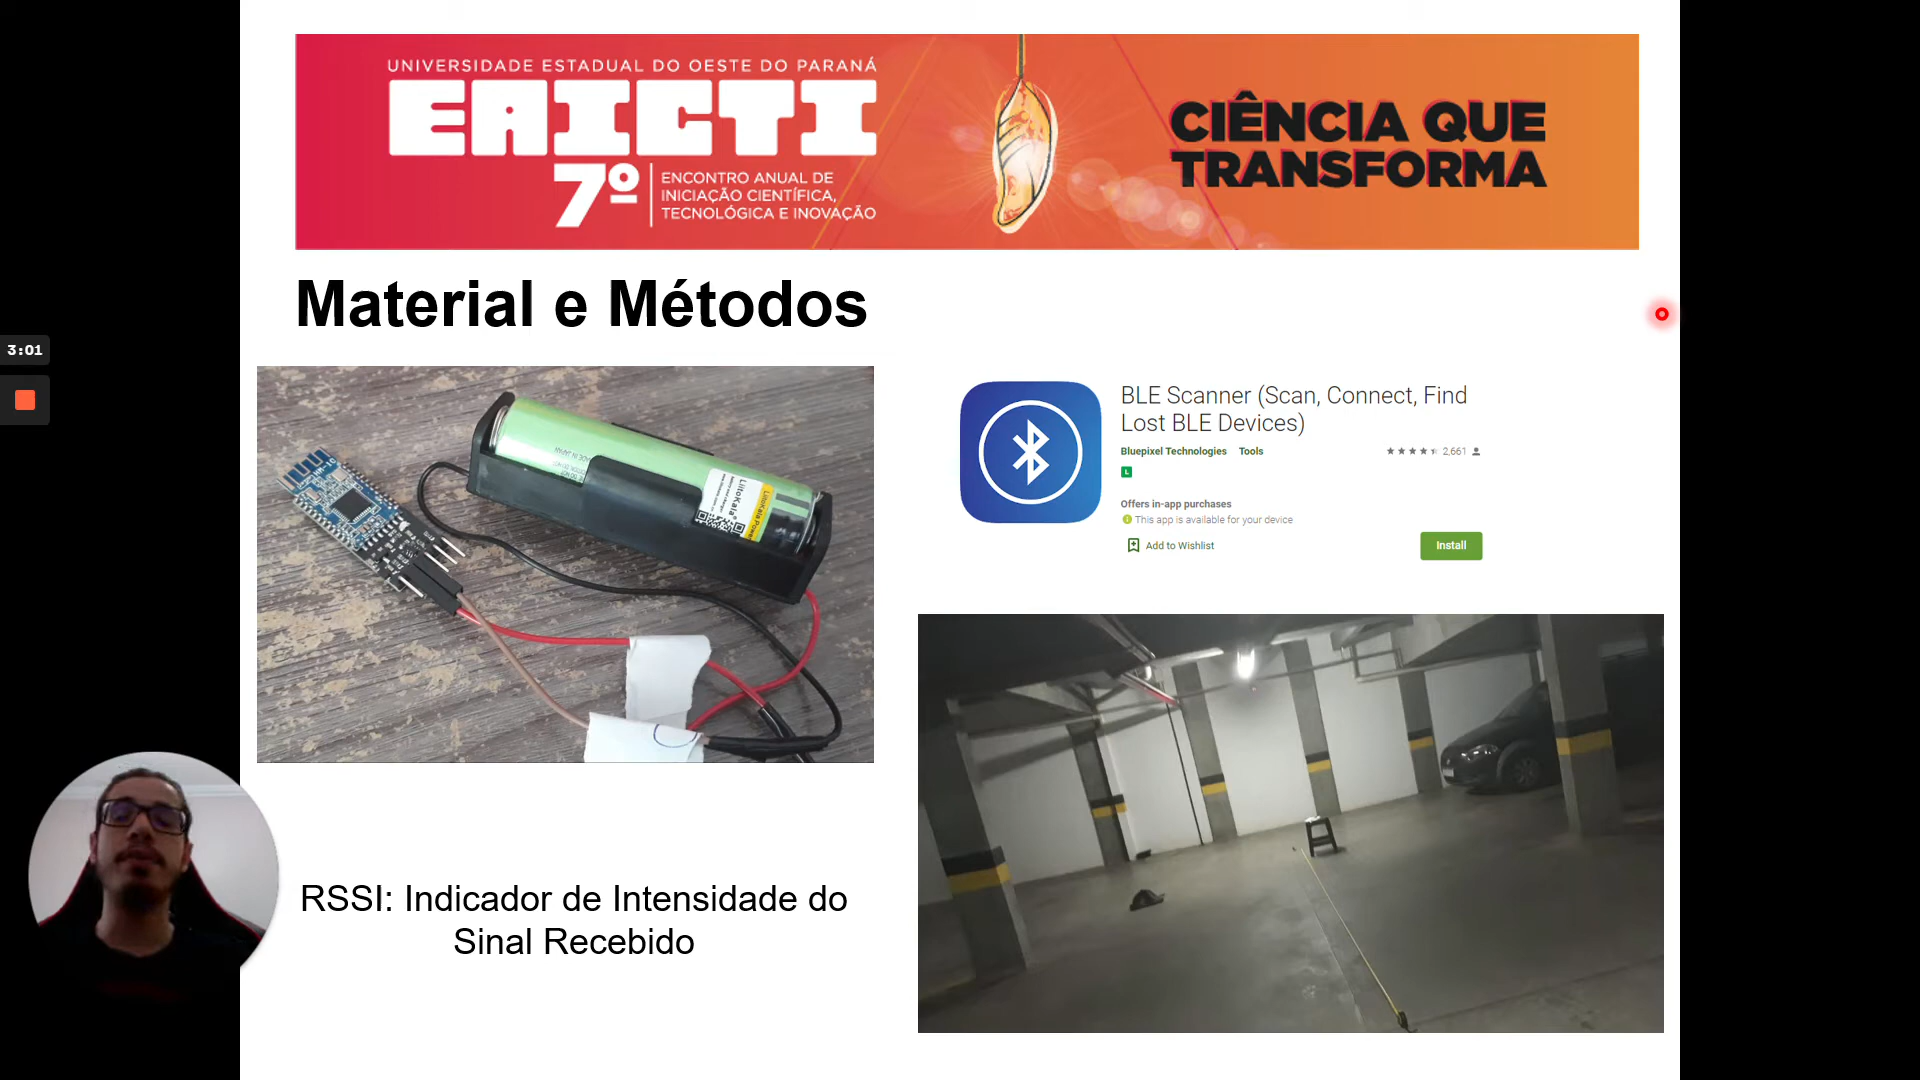 UNIVERSIDADE ESTADUAL DO OESTE DO PARANÁ
EAICTI
7º
ENCONTRO ANUAL DE
INICIAÇÃO CIENTÍFICA,
TECNOLÓGICA E INOVAÇÃO
CIÊNCIA QUE
TRANSFORMA
Material e Métodos
3:01
BLE Scanner (Scan, Connect, Find
Lost BLE Devices)
Bluepixel Technologies Tools
2,661
L
Offers in-app purchases
This app is available for your device
Add to Wishlist
Install
LiitoKala
RSSI: Indicador de Intensidade do
Sinal Recebido